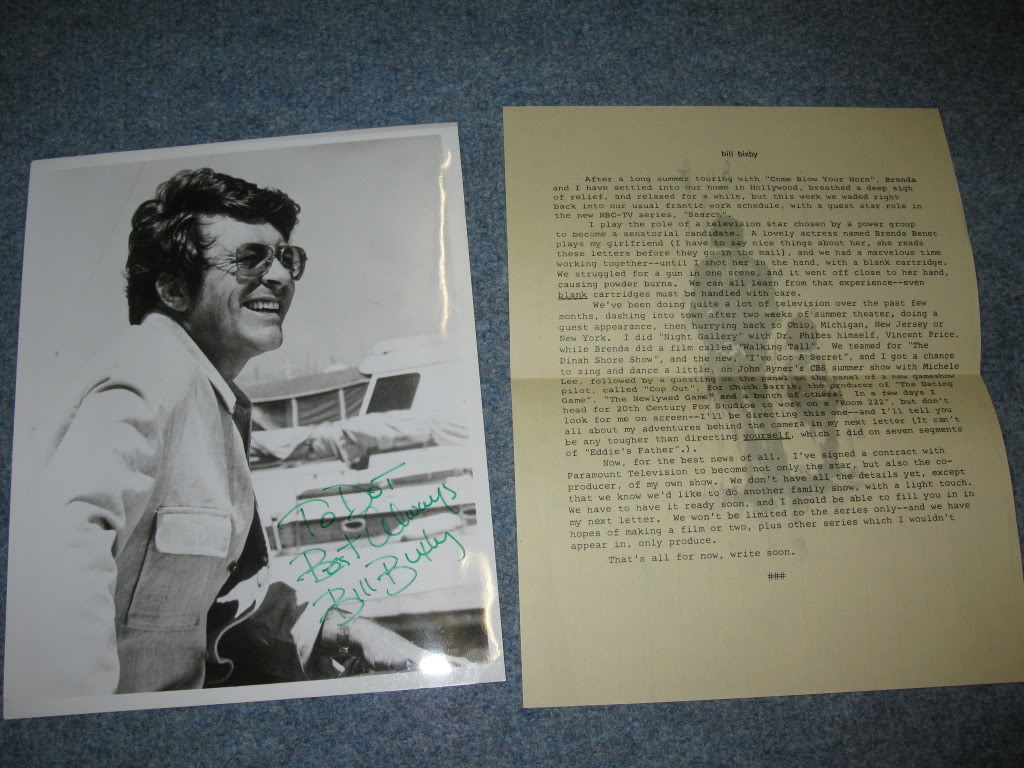 To Dot
Best Always
Bill Bixby
bill bixby
After a long summer touring with "Come Blow Your Horn", Brenda
and I have settled into our home in Hollywood, breathed a deep sigh
of relief, and relaxed for a while, but this week we waded right
back into our usual frantic work schedule, with a guest star role in
the new NBC-TV series, "Search".
I play the role of a television star chosen by a power group
to become a senatorial candidate. A lovely actress named Brenda Benet
plays my girlfriend (I have to say nice things about her, she reads
these letters before they go in the mail), and we had a marvelous time
working together--until I shot her in the hand, with a blank cartridge.
We struggled for a gun in one scene, and it went off close to her hand,
causing powder burns. We can all learn from that experience--even
blank cartridges must be handled with care.
We've been doing quite a lot of television over the past few
months, dashing into town after two weeks of summer theater, doing a
guest appearance, then hurrying back to Ohio, Michigan, New Jersey or
New York. I did "Night Gallery" with Dr. Phibes himself, Vincent Price,
while Brenda did a film called "Walking Tall". We teamed for "The
Dinah Shore Show", and the new, "I've Got A Secret", and I got a chance
to sing and dance a little, on John Byner's CBS summer show with Michele
Lee, followed by a questing on the panel on the panel of a new gameshow
pilot, called "Cop Out", for Chuck Barris, the producer of "The Dating
Game". "The Newlywed Game" and a bunch of others. In a few days I
head for 20th Century Fox Studios to work on a "Room 222", but don't
look for me on screen--I'll be directing this one--and I'll tell you
all about my adventures behind the camera in my next letter (It can't
be any tougher than directing yourself, which I did on seven segments
of "Eddie's Father".).
Now, for the best news of all. I've signed a contract with
Paramount Television to become not only the star, but also the co-
producer, of my own show. We don't have all the details yet, except
that we know we'd like to do another family show, with a light touch.
We have to have it ready soon, and I should be able to fill you in in
my next letter. We won't be limited to the series only--and we have
hopes of making a film or two, plus other series which I wouldn't
appear in, only produce.
That's all for now, write soon.
###